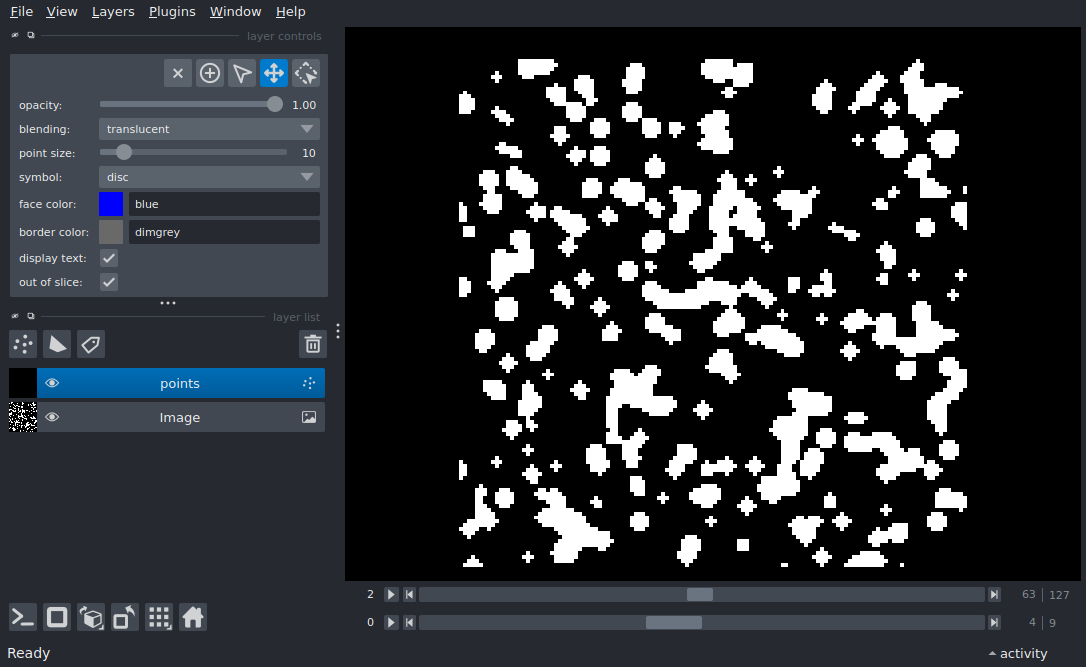 File View Layers Plugins Window Help
layer controls
opacity: 1.00
blending: translucent
point size: 10
symbol: disc
face color: blue
border color: dimgrey
display text:
out of slice:
layer list
points
Image
2 63 127
0 4 9
Ready activity